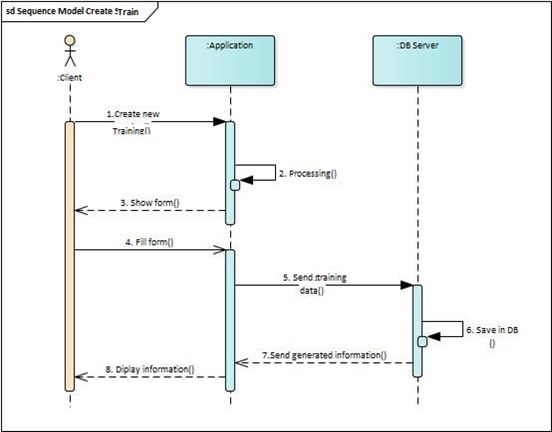 sd Sequence Model Create Train
:Client
:Application
:DB Server
1.Create new
Training()
2. Processing()
3. Show form()
4. Fill form()
5. Send training
data()
6. Save in DB
()
7.Send generated information()
8. Diplay information()